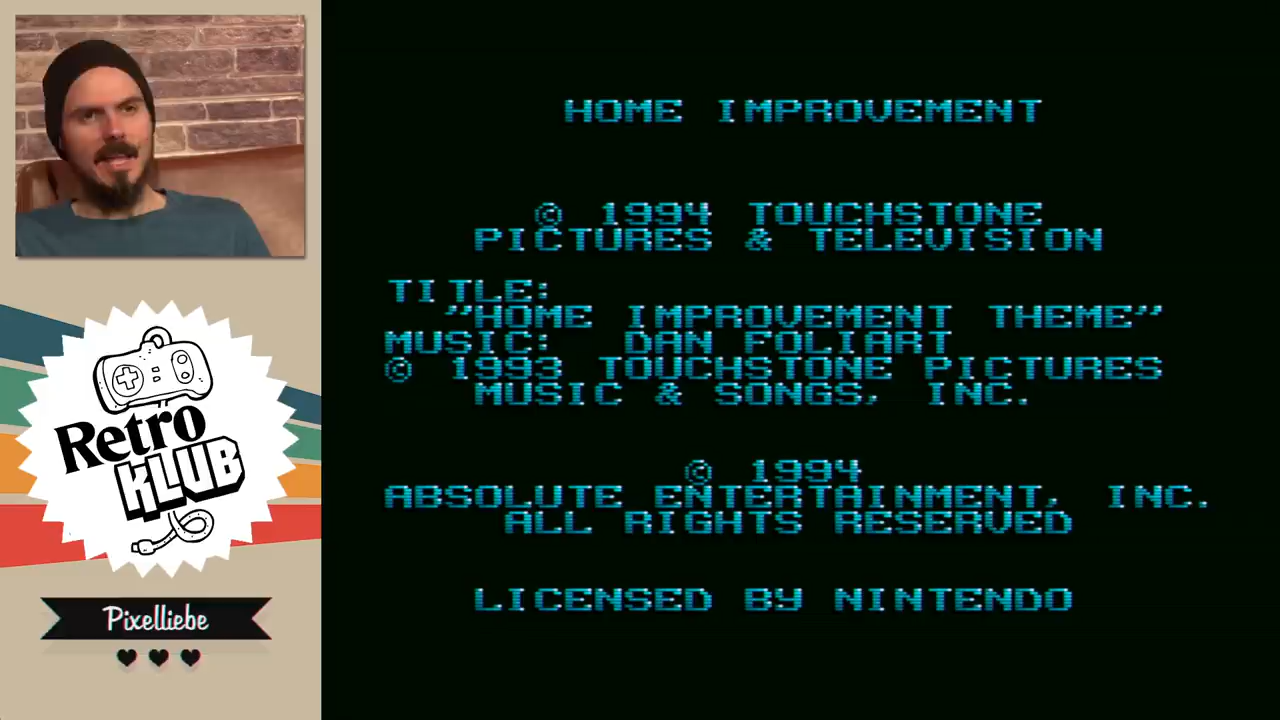 HOME IMPROVEMENT
© 1994 TOUCHSTONE
PICTURES & TELEVISION
TITLE:
"HOME IMPROVEMENT THEME"
MUSIC: DAN FOLIART
© 1993 TOUCHSTONE PICTURES
MUSIC & SONGS, INC.
© 1994
ABSOLUTE ENTERTAINMENT, INC.
ALL RIGHTS RESERVED
LICENSED BY NINTENDO
Retro
KLUB
Pixelliebe